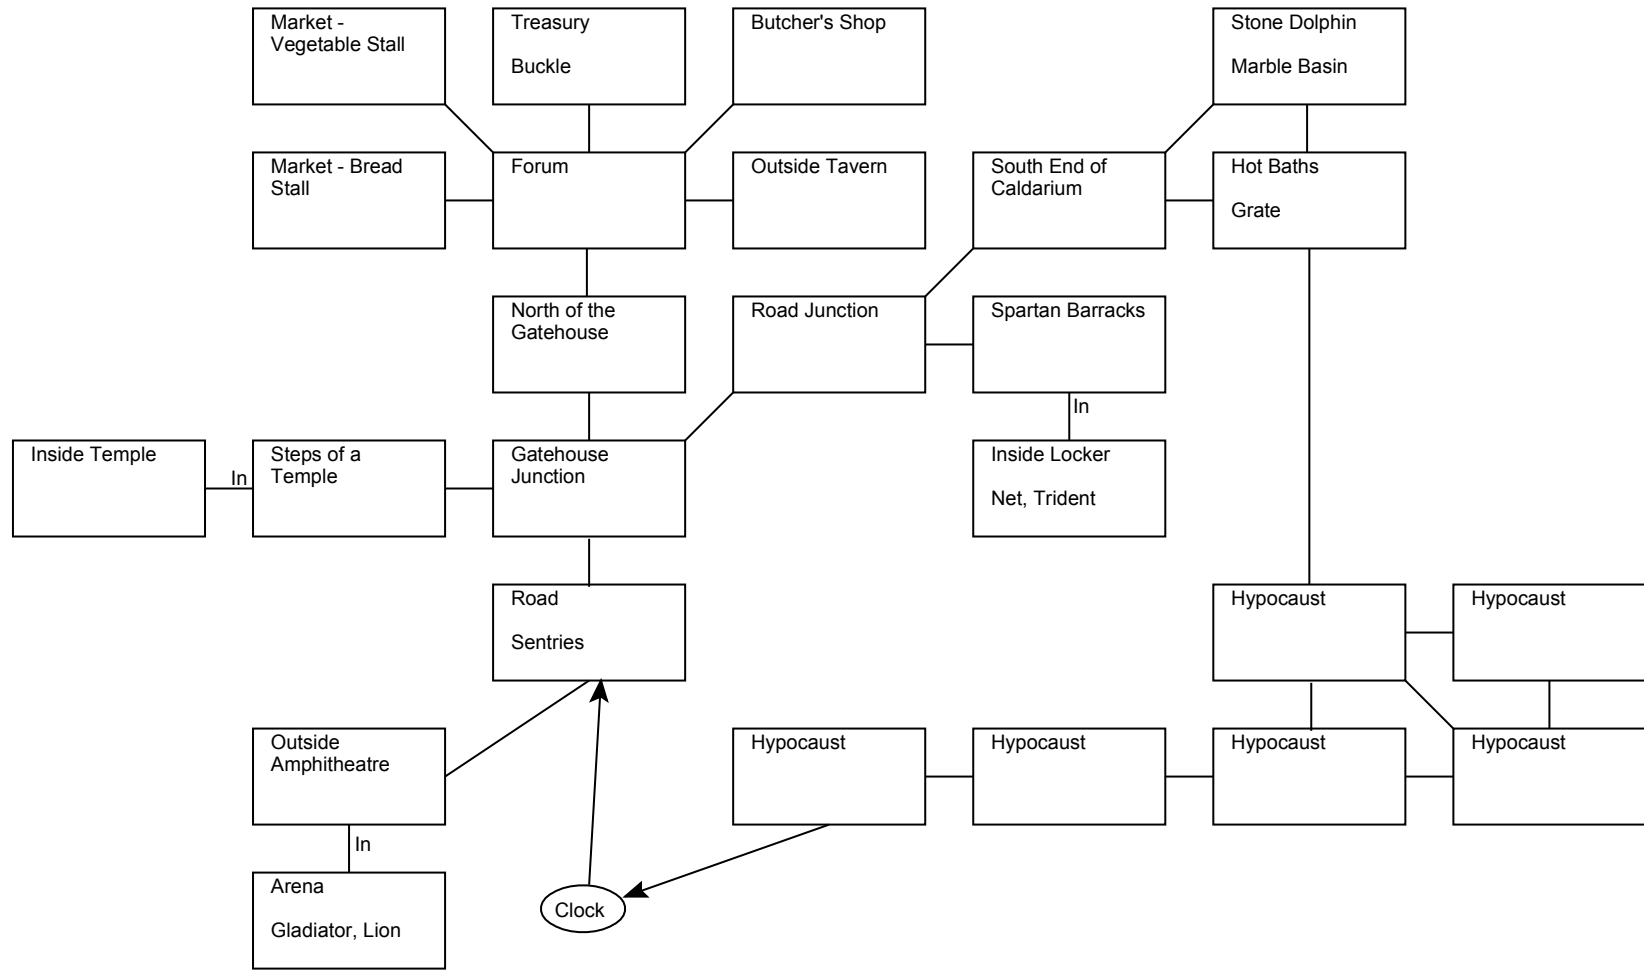 Market -
Vegetable Stall
Treasury
Buckle
Butcher's Shop
Stone Dolphin
Marble Basin
Market - Bread
Stall
Forum
Outside Tavern
South End of
Caldarium
Hot Baths
Grate
North of the
Gatehouse
Road Junction
Spartan Barracks
In
Inside Temple
In
Steps of a
Temple
Gatehouse
Junction
Inside Locker
Net, Trident
Road
Sentries
Hypocaust
Hypocaust
Outside
Amphitheatre
Hypocaust
Hypocaust
Hypocaust
Hypocaust
In
Arena
Gladiator, Lion
Clock